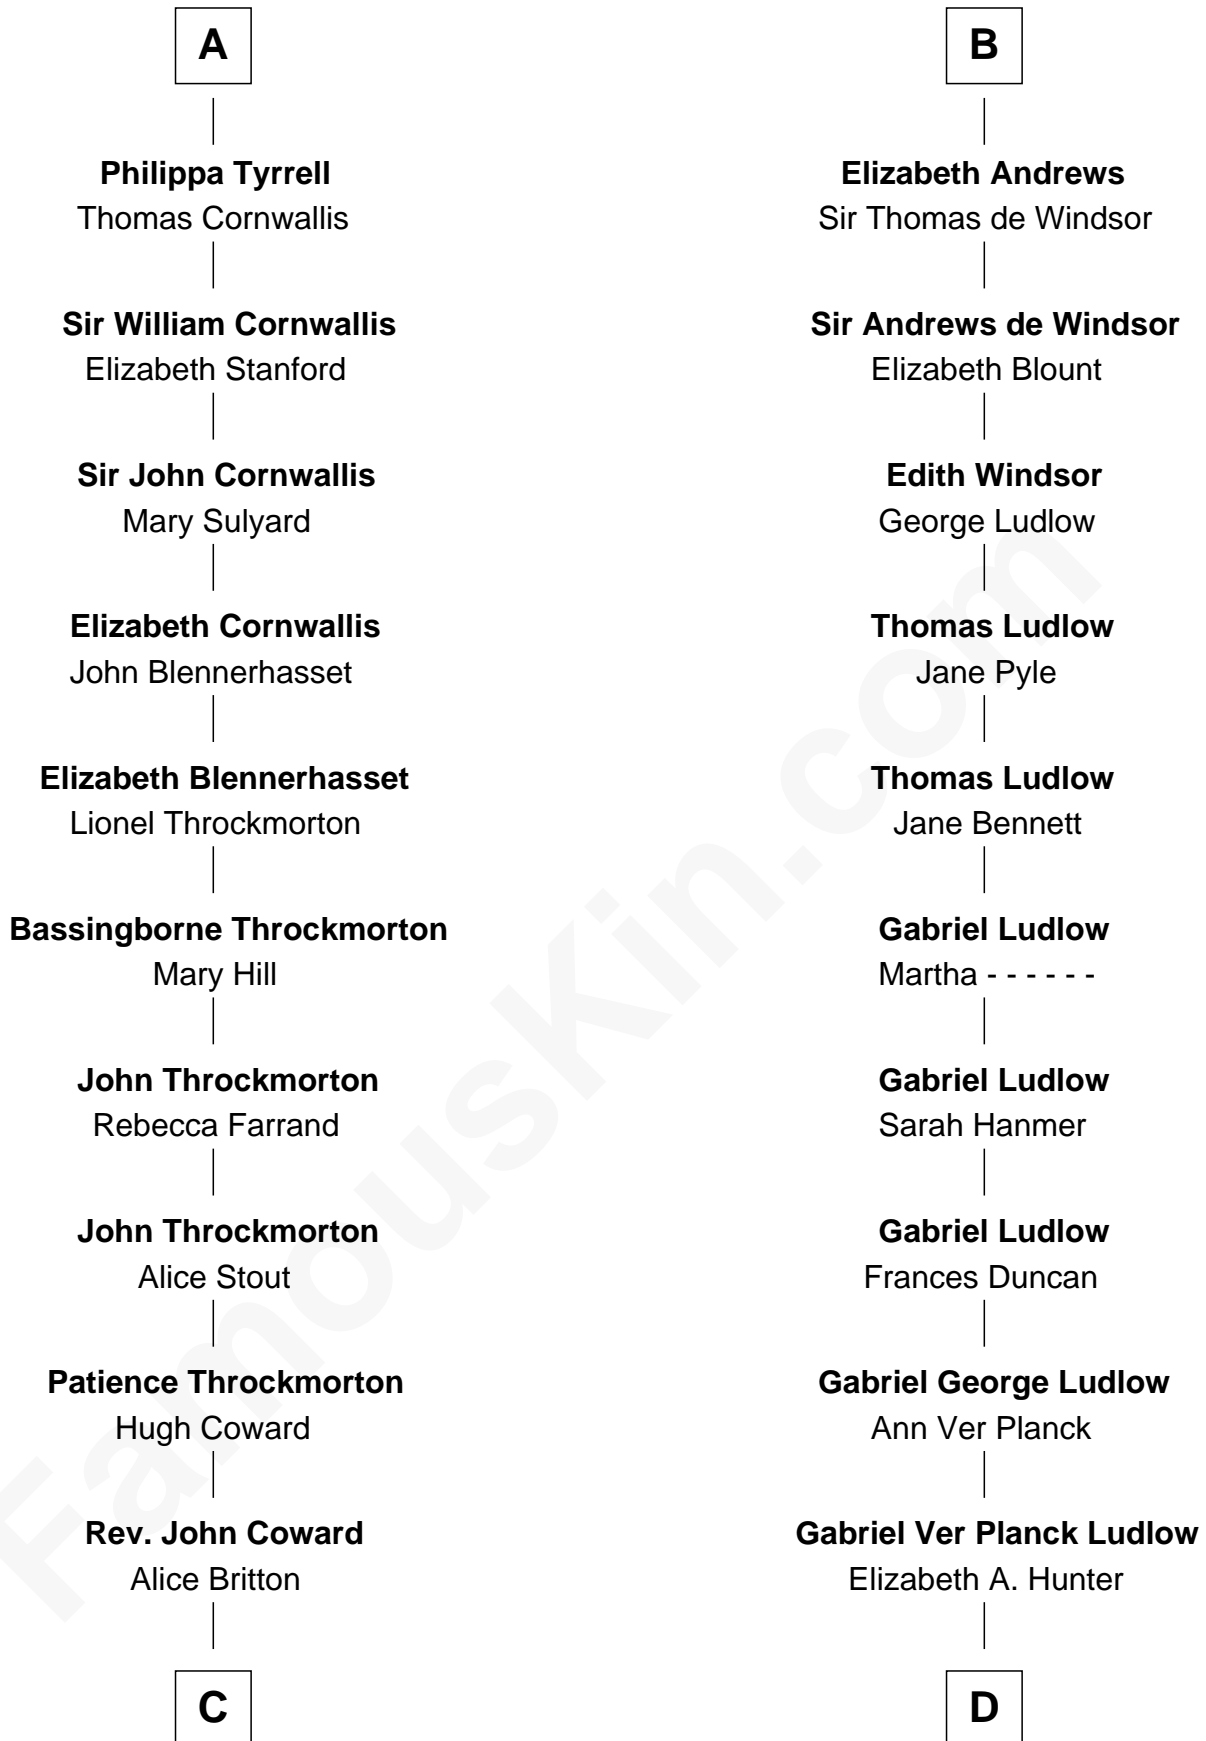 A
Philippa Tyrrell
Thomas Cornwallis
Sir William Cornwallis
Elizabeth Stanford
Sir John Cornwallis
Mary Sulyard
Elizabeth Cornwallis
John Blennerhasset
Elizabeth Blennerhasset
Lionel Throckmorton
Bassingborne Throckmorton
Mary Hill
John Throckmorton
Rebecca Farrand
John Throckmorton
Alice Stout
Patience Throckmorton
Hugh Coward
Rev. John Coward
Alice Britton
C
B
Elizabeth Andrews
Sir Thomas de Windsor
Sir Andrews de Windsor
Elizabeth Blount
Edith Windsor
George Ludlow
Thomas Ludlow
Jane Pyle
Thomas Ludlow
Jane Bennett
Gabriel Ludlow
Martha - - - - - -
Gabriel Ludlow
Sarah Hanmer
Gabriel Ludlow
Frances Duncan
Gabriel George Ludlow
Ann Ver Planck
Gabriel Ver Planck Ludlow
Elizabeth A. Hunter
D
FamousKin.com